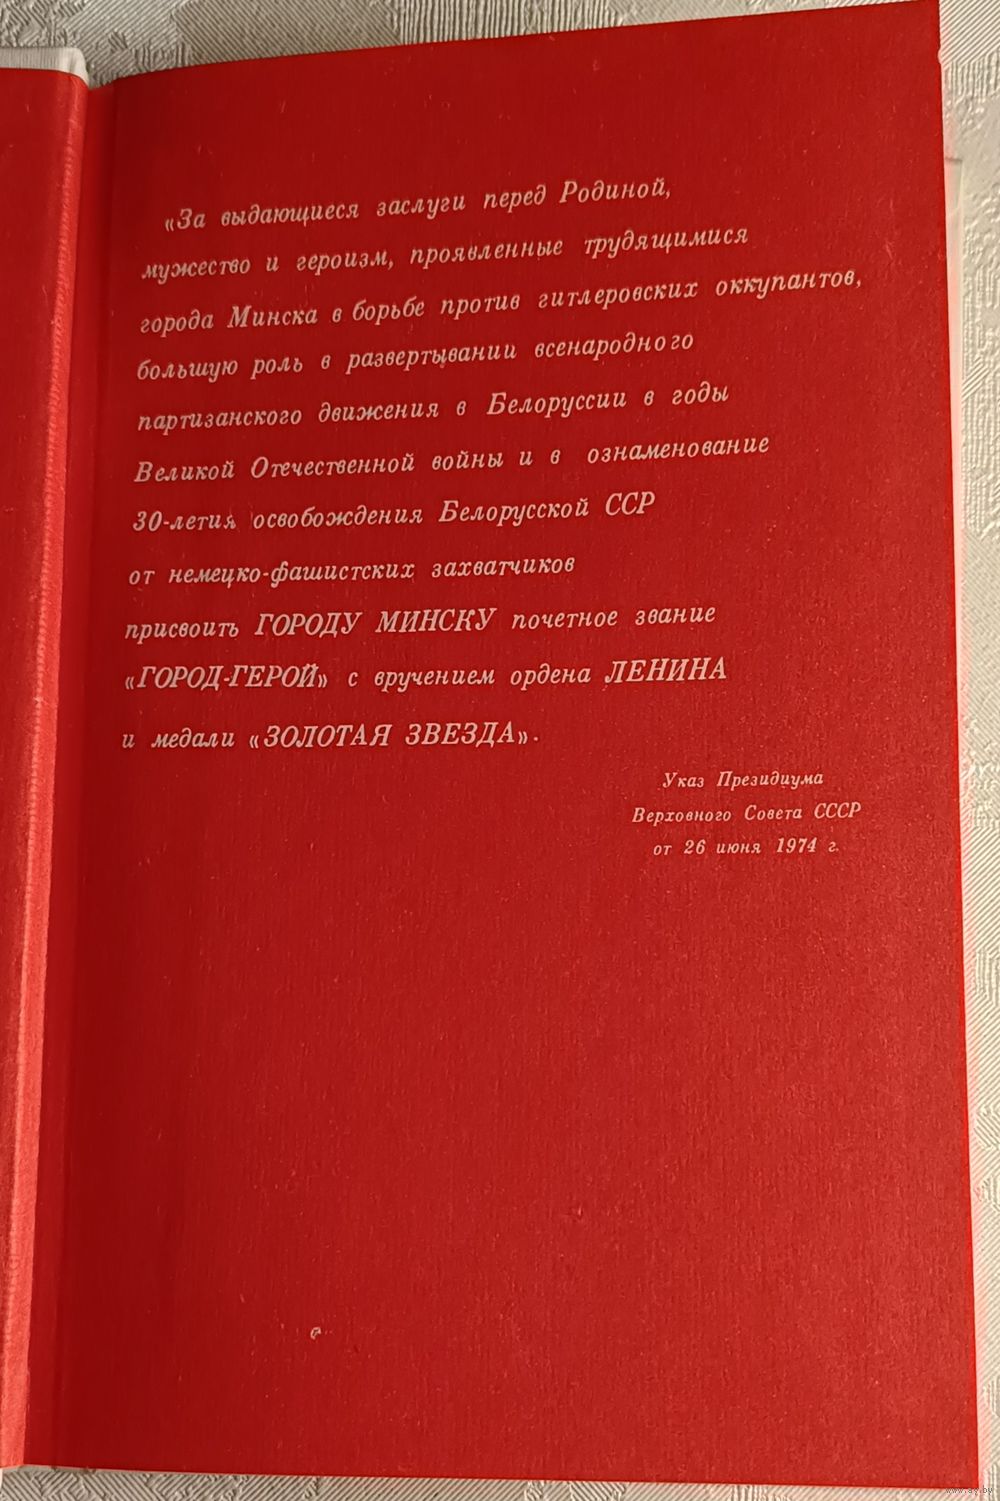 «За выдающиеся заслуги перед Родиной,
мужество и героизм, проявленные трудящимися
города Минска в борьбе против гитлеровских оккупантов,
большую роль в развертывании всенародного
партизанского движения в Белоруссии в годы
Великой Отечественной войны и в ознаменование
30-летия освобождения Белорусской ССР
от немецко-фашистских захватчиков
присвоить ГОРОДУ МИНСКУ почетное звание
«ГОРОД-ГЕРОЙ» с вручением ордена ЛЕНИНА
и медали «ЗОЛОТАЯ ЗВЕЗДА».
Указ Президиума
Верховного Совета СССР
от 26 июня 1974 г.
www.ay.by